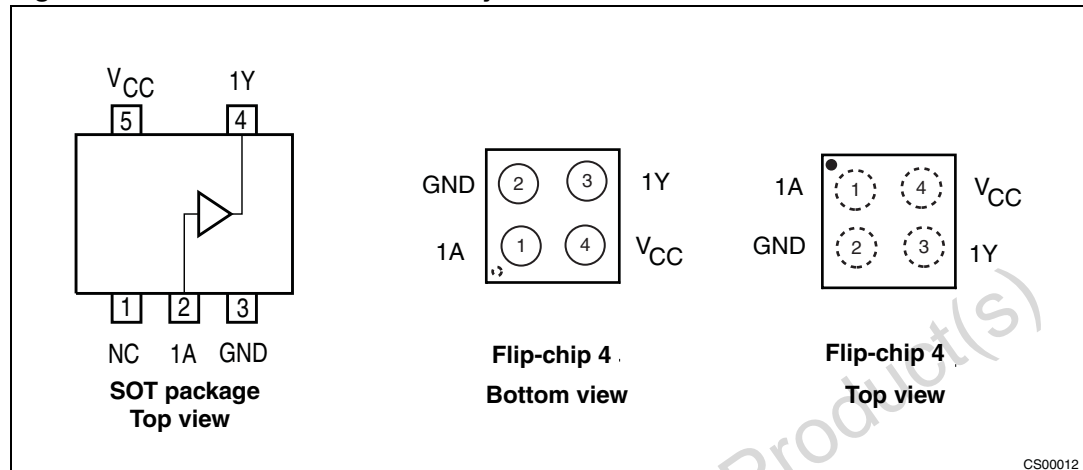 VCC 1Y
5 4
1 2 3
NC 1A GND
SOT package
Top view
GND 2 3 1Y
1A 1 4 VCC
Flip-chip 4
Bottom view
1A 1 4 VCC
GND 2 3 1Y
Flip-chip 4
Top view
Product(s)
CS00012